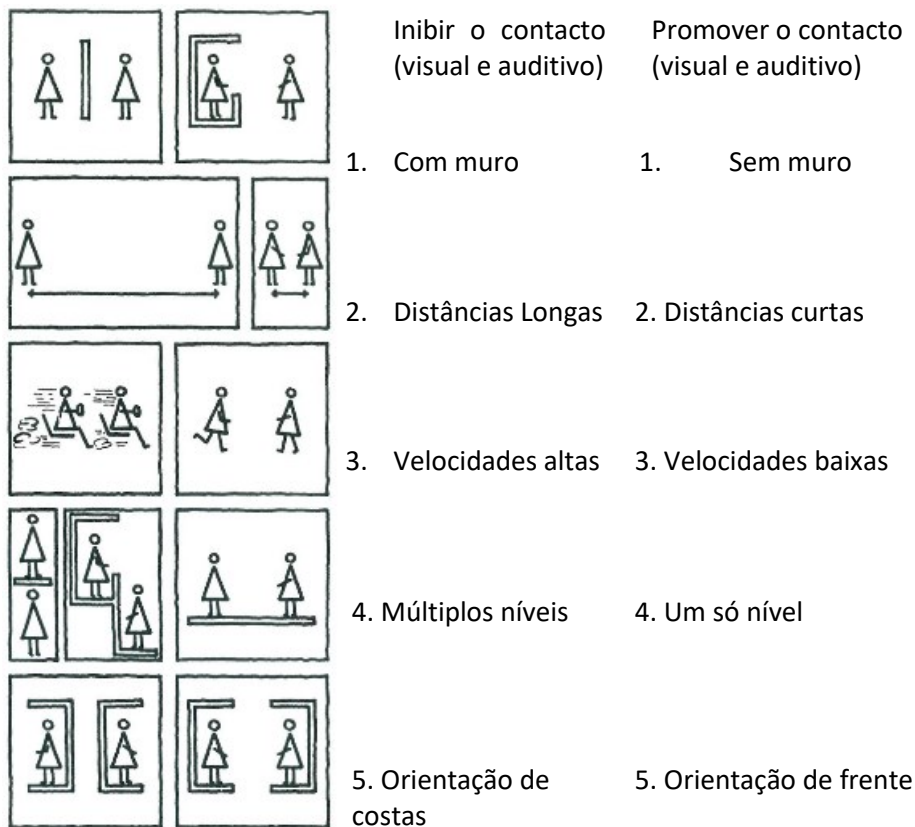 Inibir o contacto Promover o contacto
(visual e auditivo) (visual e auditivo)
1. Com muro 1. Sem muro
2. Distâncias Longas 2. Distâncias curtas
3. Velocidades altas 3. Velocidades baixas
4. Múltiplos níveis 4. Um só nível
5. Orientação de 5. Orientação de frente
costas